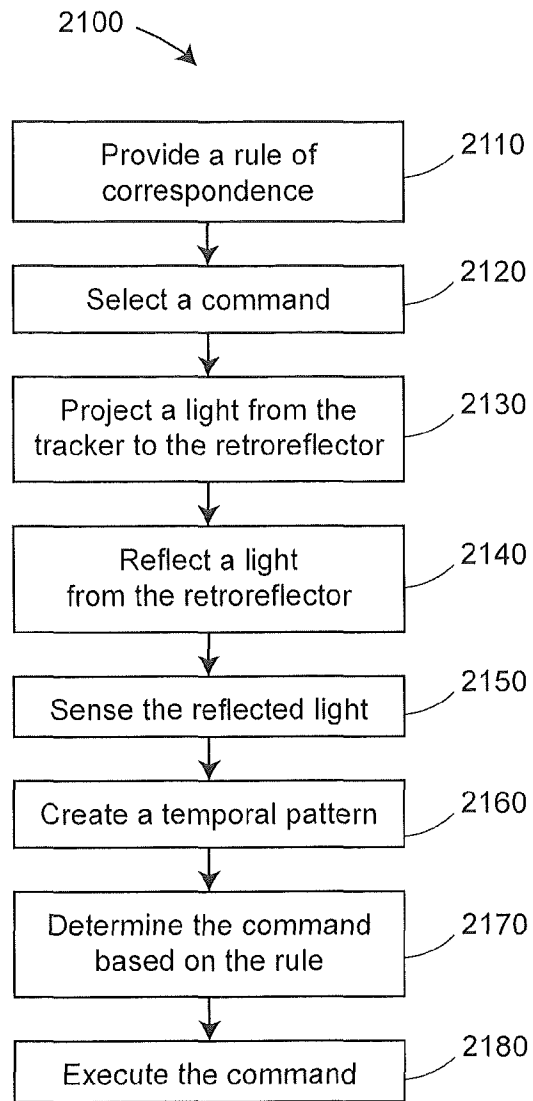 2100
Provide a rule of
correspondence
2110
Select a command
2120
Project a light from the
tracker to the retroreflector
2130
Reflect a light
from the retroreflector
2140
Sense the reflected light
2150
Create a temporal pattern
2160
Determine the command
based on the rule
2170
Execute the command
2180